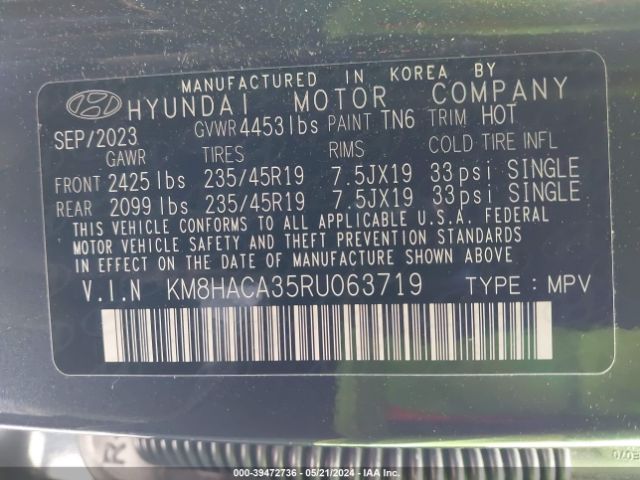 MANUFACTURED IN KOREA BY
HYUNDAI MOTOR COMPANY
SEP/2023 GVWR 4453lbs PAINT TN6 TRIM HOT
GAWR TIRES RIMS COLD TIRE INFL
FRONT 2425lbs 235/45R19 7.5JX19 33psi SINGLE
REAR 2099lbs 235/45R19 7.5JX19 33psi SINGLE
THIS VEHICLE CONFORMS TO ALL APPLICABLE U.S.A. FEDERAL
MOTOR VEHICLE SAFETY AND THEFT PREVENTION STANDARDS
IN EFFECT ON THE DATE OF MANUFACTURE SHOWN ABOVE
V.I.N KM8HACA35RU063719 TYPE : MPV
000-39472736 - 05/21/2024 - IAA Inc.